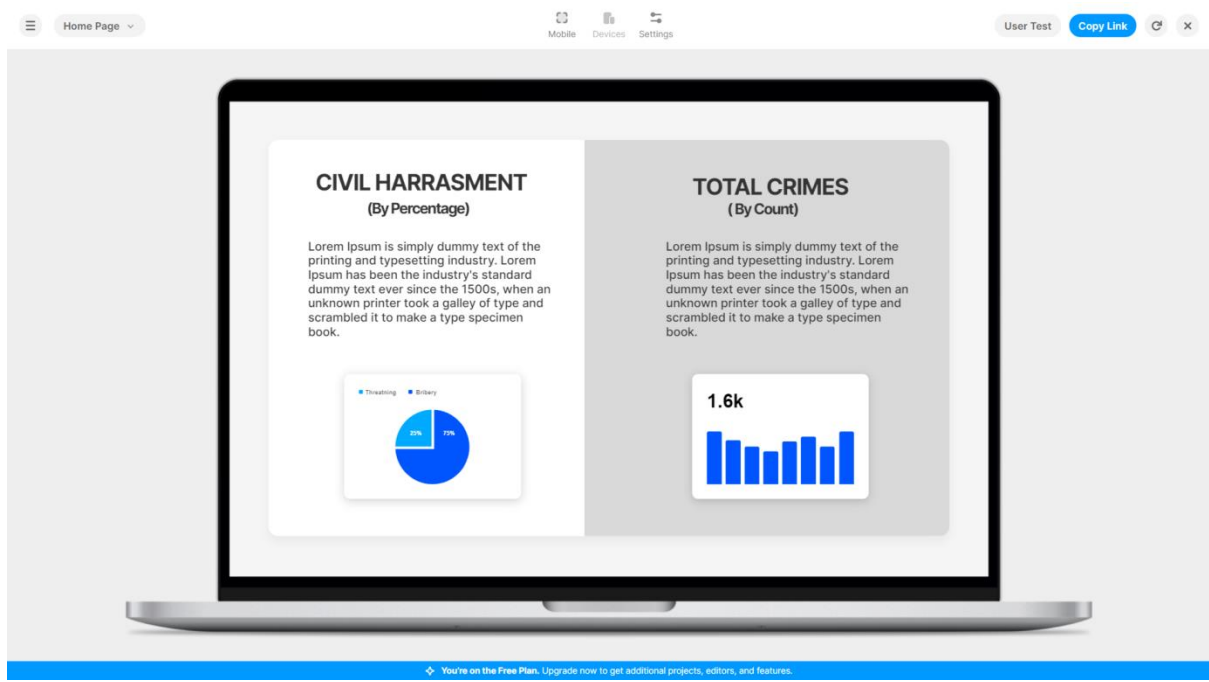 Home Page
Mobile
Devices
Settings
User Test
Copy Link
CIVIL HARRASMENT
(By Percentage)
Lorem Ipsum is simply dummy text of the
printing and typesetting industry. Lorem
Ipsum has been the industry's standard
dummy text ever since the 1500s, when an
unknown printer took a galley of type and
scrambled it to make a type specimen
book.
Threatning
Bribary
25%
75%
TOTAL CRIMES
( By Count)
Lorem Ipsum is simply dummy text of the
printing and typesetting industry. Lorem
Ipsum has been the industry's standard
dummy text ever since the 1500s, when an
unknown printer took a galley of type and
scrambled it to make a type specimen
book.
1.6k
You're on the Free Plan. Upgrade now to get additional projects, editors, and features.